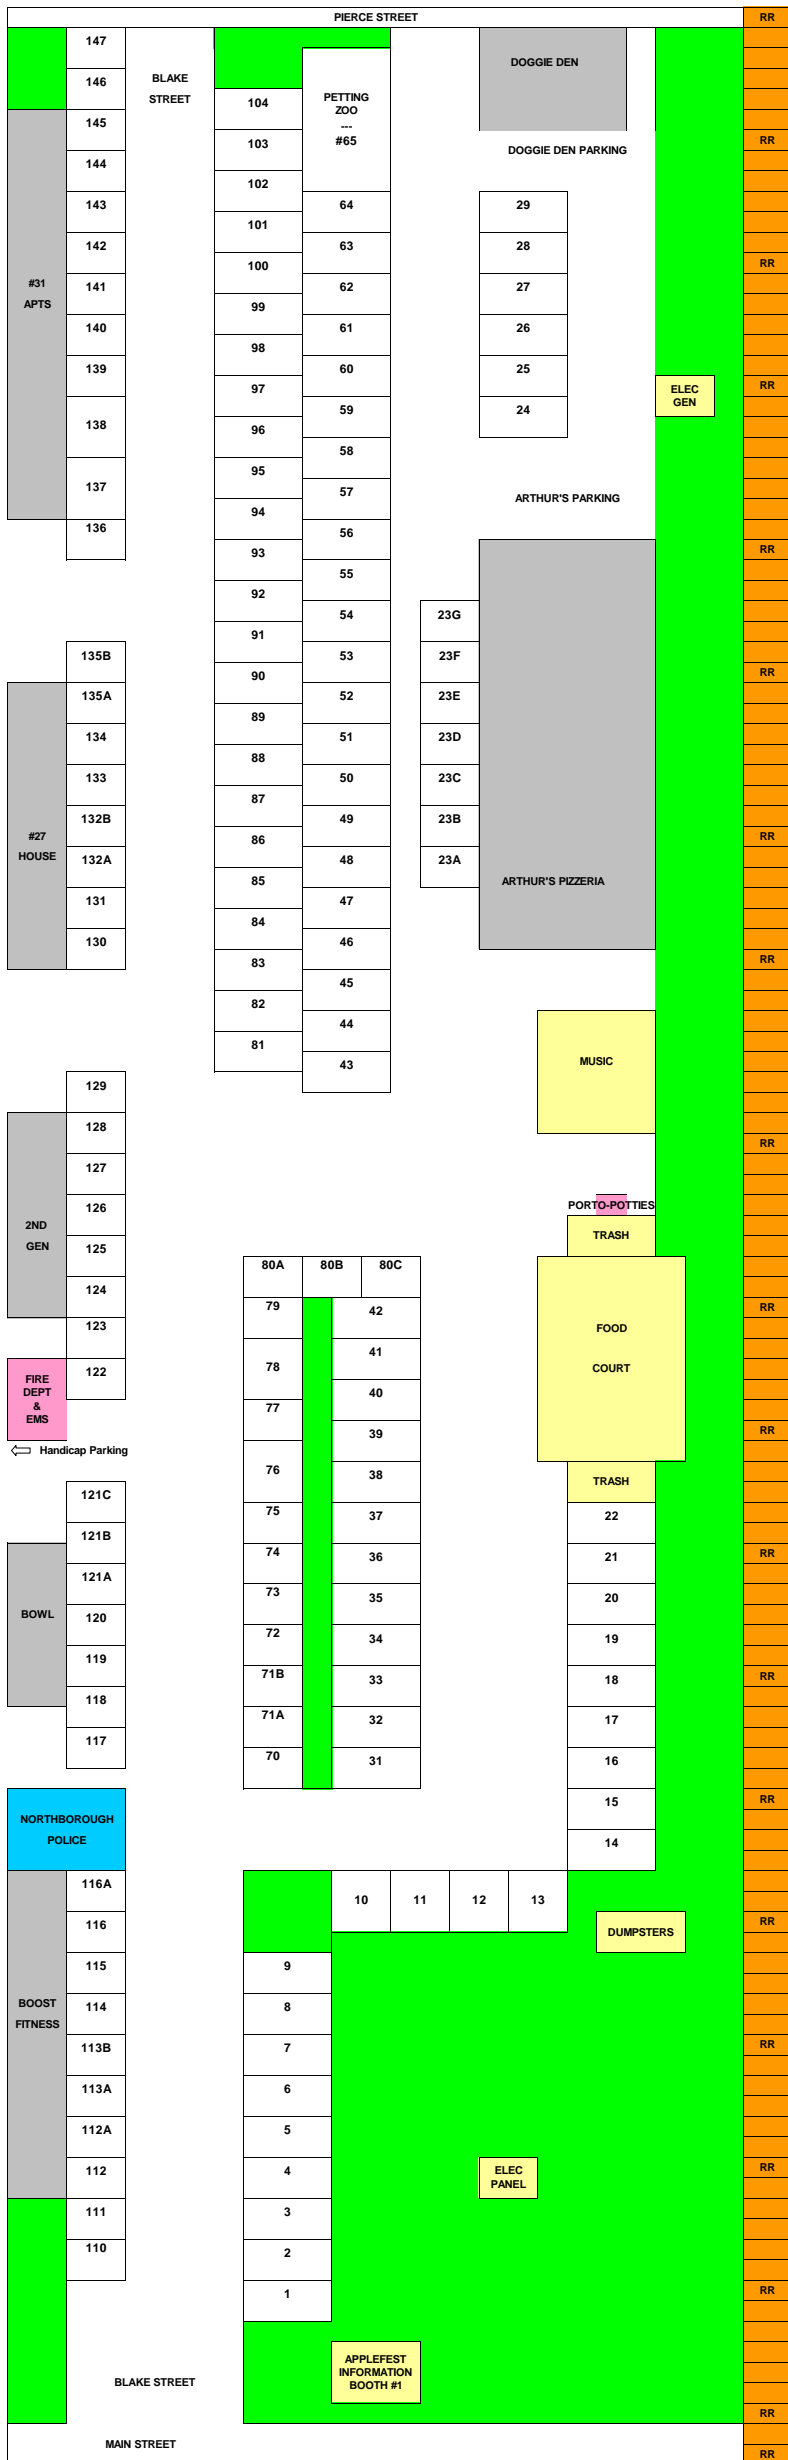 PIERCE STREET RR
147
DOGGIE DEN
BLAKE
STREET
146
104
PETTING
ZOO
---
#65
145
103
RR
DOGGIE DEN PARKING
144
102
143
64
29
101
142
63
28
100
RR
#31
APTS
141
62
27
99
140
61
26
98
139
60
25
97
RR
ELEC
GEN
138
59
24
96
58
95
137
57
ARTHUR'S PARKING
94
136
56
93
RR
55
92
54
23G
91
135B
53
23F
90
RR
135A
52
23E
89
134
51
23D
88
133
50
23C
87
132B
49
23B
#27
HOUSE
86
RR
132A
48
23A
85
ARTHUR'S PIZZERIA
131
47
84
130
46
83
RR
45
82
44
81
MUSIC
43
129
128
RR
127
126
PORTO-POTTIES
2ND
GEN
125
TRASH
80A 80B 80C
124
79
42
RR
123
FOOD
COURT
41
78
122
FIRE
DEPT
&
EMS
40
77
39
RR
Handicap Parking
76
38
TRASH
121C
75
37
22
121B
74
36
21
RR
121A
73
35
20
BOWL
120
72
34
19
119
71B
33
18
RR
118
71A
32
17
117
70
31
16
15
RR
NORTHBOROUGH
POLICE
14
116A
10 11 12 13
116
RR
DUMPSTERS
115
9
BOOST
FITNESS
114
8
113B
7
RR
113A
6
112A
5
112
4
ELEC
PANEL
RR
111
3
110
2
1
RR
APPLEFEST
INFORMATION
BOOTH #1
BLAKE STREET
RR
MAIN STREET
RR